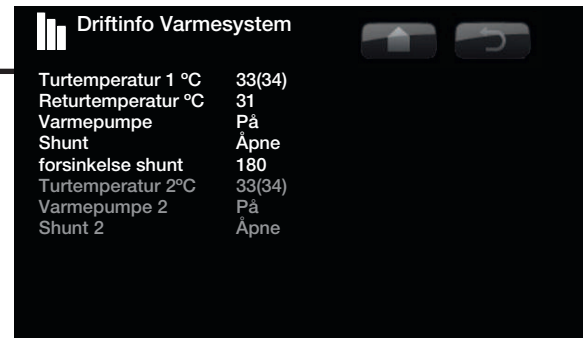 Driftinfo Varmesystem
Turtemperatur 1 ºC 33(34)
Returtemperatur ºC 31
Varmepumpe På
Shunt Åpne
forsinkelse shunt 180
Turtemperatur 2ºC 33(34)
Varmepumpe 2 På
Shunt 2 Åpne